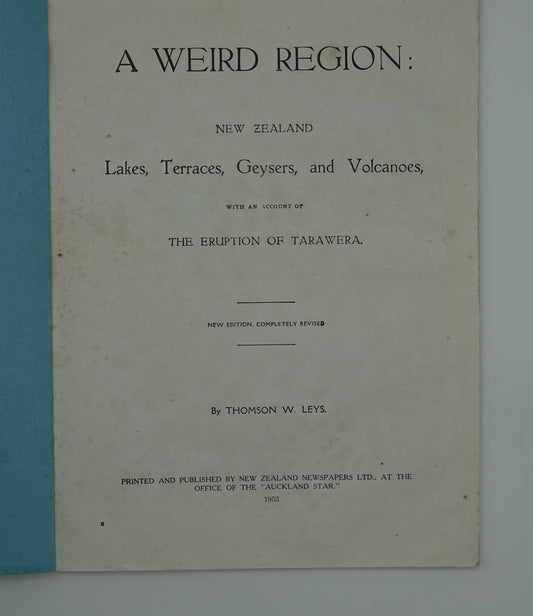 A WEIRD REGION:
NEW ZEALAND
Lakes, Terraces, Geysers, and Volcanoes,
WITH AN ACCOUNT OF
THE ERUPTION OF TARAWERA.
NEW EDITION, COMPLETELY REVISED
By THOMSON W. LEYS.
PRINTED AND PUBLISHED BY NEW ZEALAND NEWSPAPERS LTD., AT THE
OFFICE OF THE "AUCKLAND STAR."
1953
A